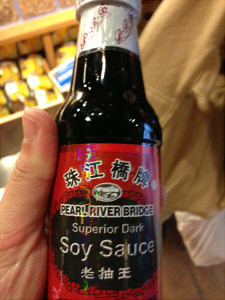 珠江橋牌
PEARL RIVER BRIDGE
Superior Dark
Soy Sauce
老抽王